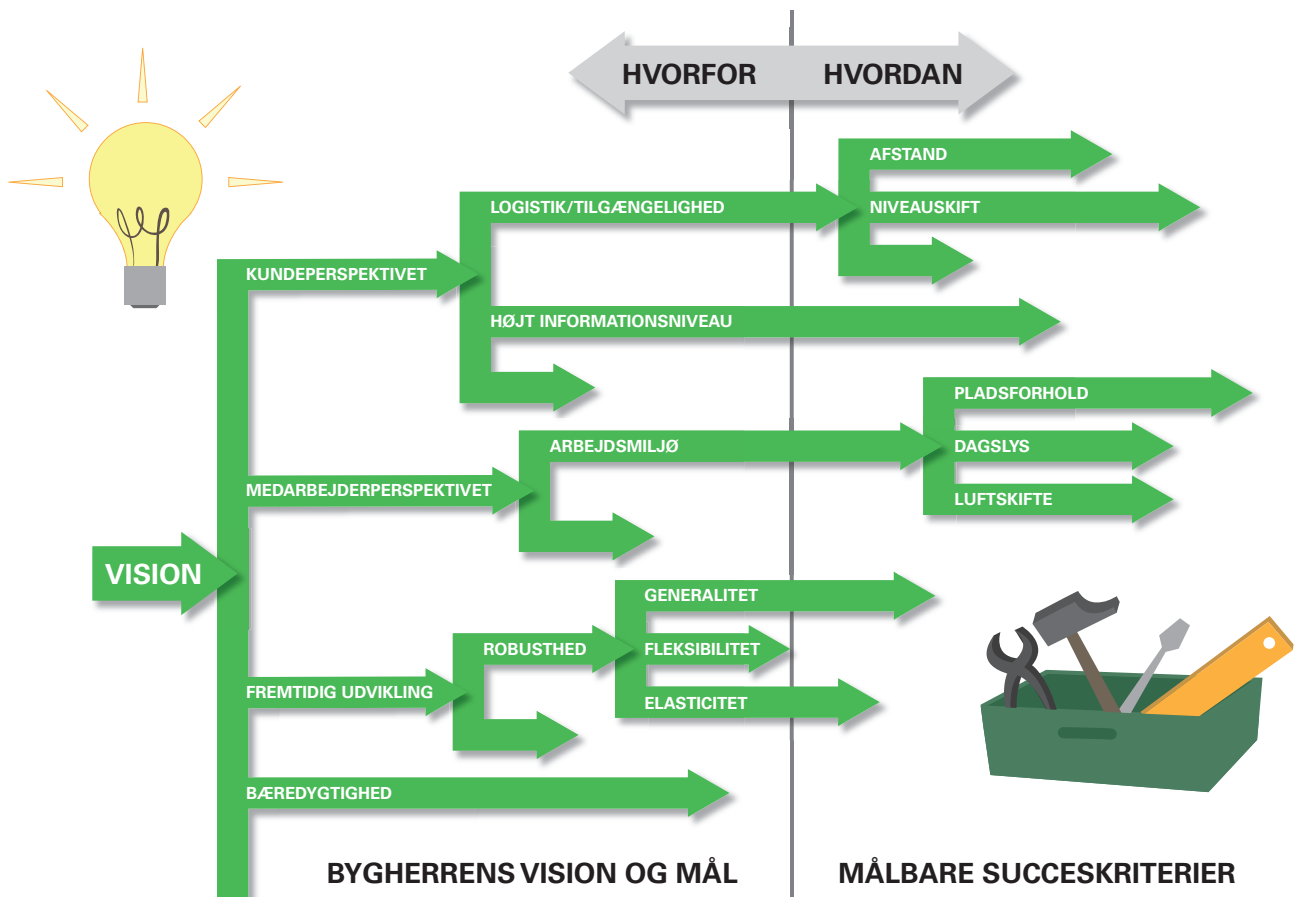 HVORFOR
HVORDAN
AFSTAND
LOGISTIK/TILGÆNGELIGHED
NIVEAUSKIFT
KUNDEPERSPEKTIVET
HØJT INFORMATIONSNIVEAU
PLADSFORHOLD
ARBEJDSMILJØ
DAGSLYS
MEDARBEJDERPERSPEKTIVET
LUFTSKIFTE
VISION
GENERALITET
ROBUSTHED
FLEKSIBILITET
FREMTIDIG UDVIKLING
ELASTICITET
BÆREDYGTIGHED
BYGHERRENS VISION OG MÅL
MÅLBARE SUCCESKRITERIER